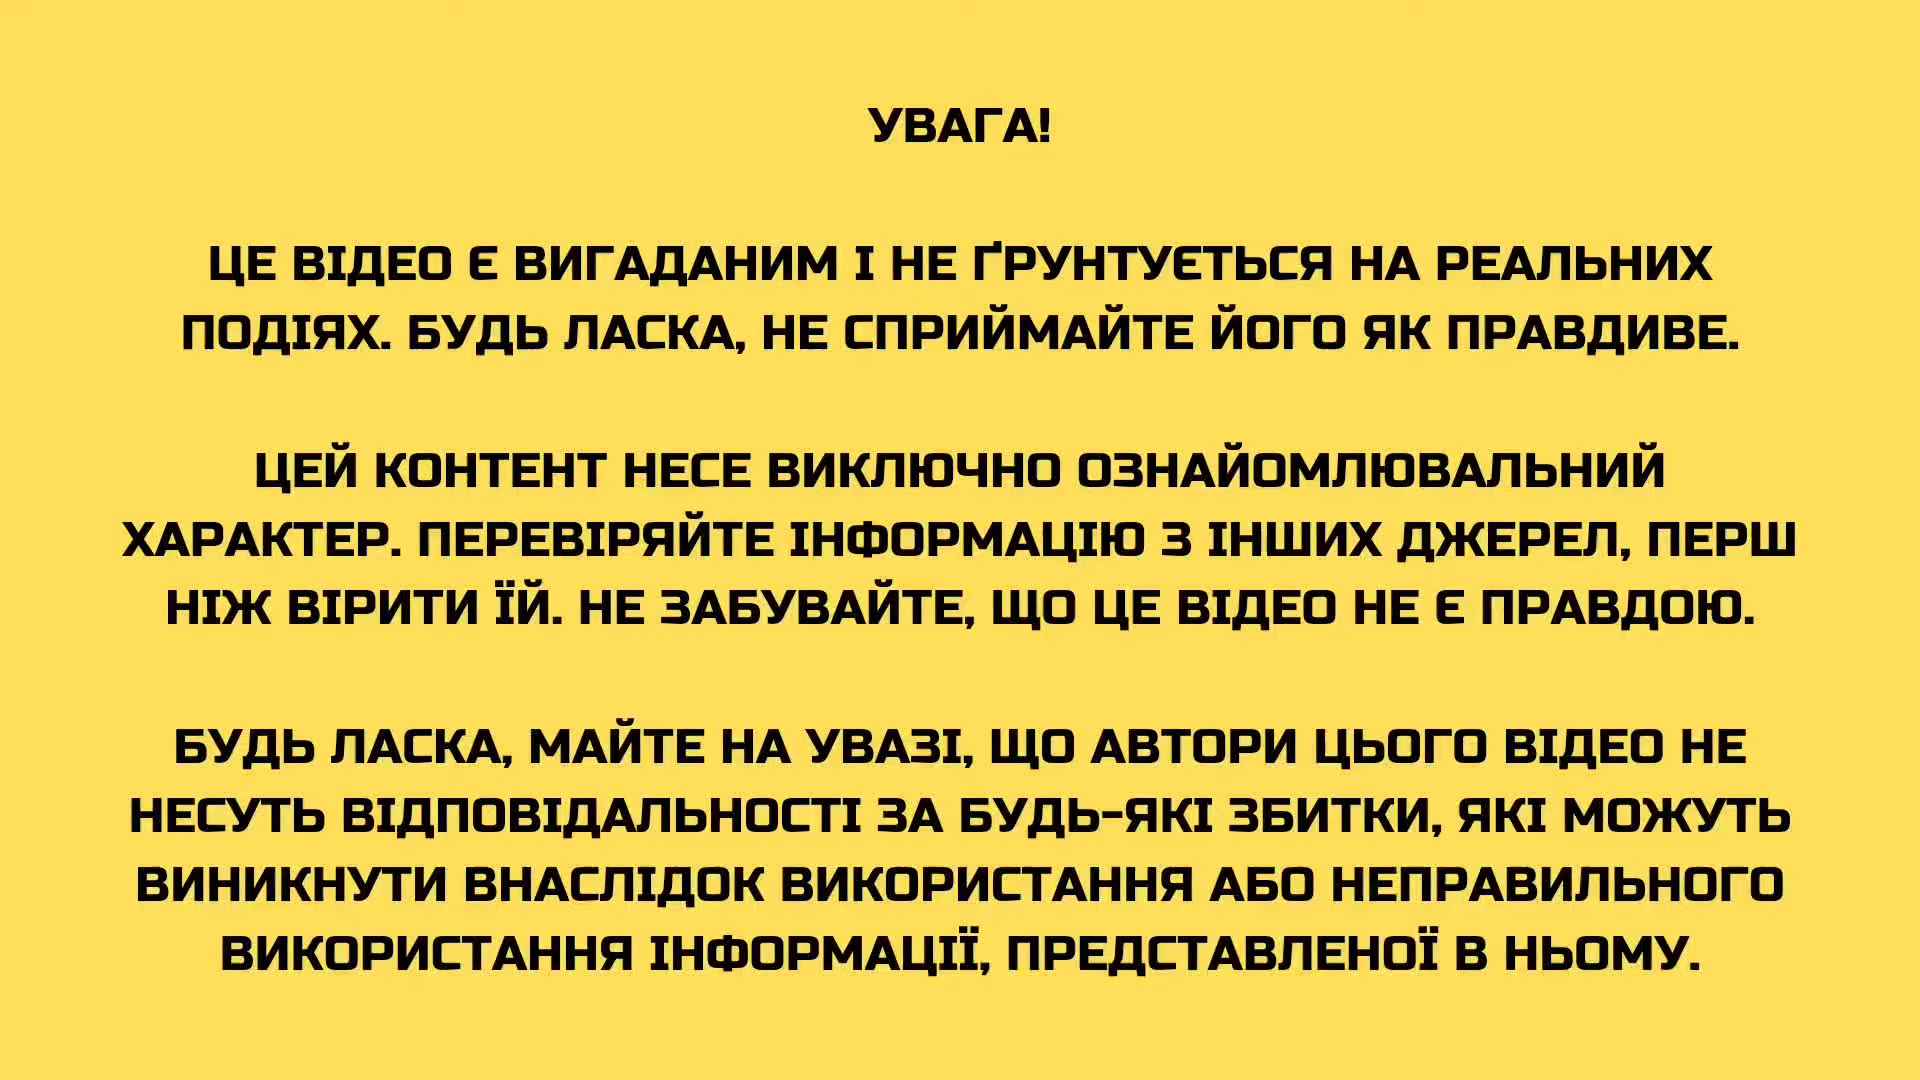 УВАГА!
ЦЕ ВІДЕО Є ВИГАДАНИМ І НЕ ҐРУНТУЄТЬСЯ НА РЕАЛЬНИХ
ПОДІЯХ. БУДЬ ЛАСКА, НЕ СПРИЙМАЙТЕ ЙОГО ЯК ПРАВДИВЕ.
ЦЕЙ КОНТЕНТ НЕСЕ ВИКЛЮЧНО ОЗНАЙОМЛЮВАЛЬНИЙ
ХАРАКТЕР. ПЕРЕВІРЯЙТЕ ІНФОРМАЦІЮ З ІНШИХ ДЖЕРЕЛ, ПЕРШ
НІЖ ВІРИТИ ЇЙ. НЕ ЗАБУВАЙТЕ, ЩО ЦЕ ВІДЕО НЕ Є ПРАВДОЮ.
БУДЬ ЛАСКА, МАЙТЕ НА УВАЗІ, ЩО АВТОРИ ЦЬОГО ВІДЕО НЕ
НЕСУТЬ ВІДПОВІДАЛЬНОСТІ ЗА БУДЬ-ЯКІ ЗБИТКИ, ЯКІ МОЖУТЬ
ВИНИКНУТИ ВНАСЛІДОК ВИКОРИСТАННЯ АБО НЕПРАВИЛЬНОГО
ВИКОРИСТАННЯ ІНФОРМАЦІЇ, ПРЕДСТАВЛЕНОЇ В НЬОМУ.